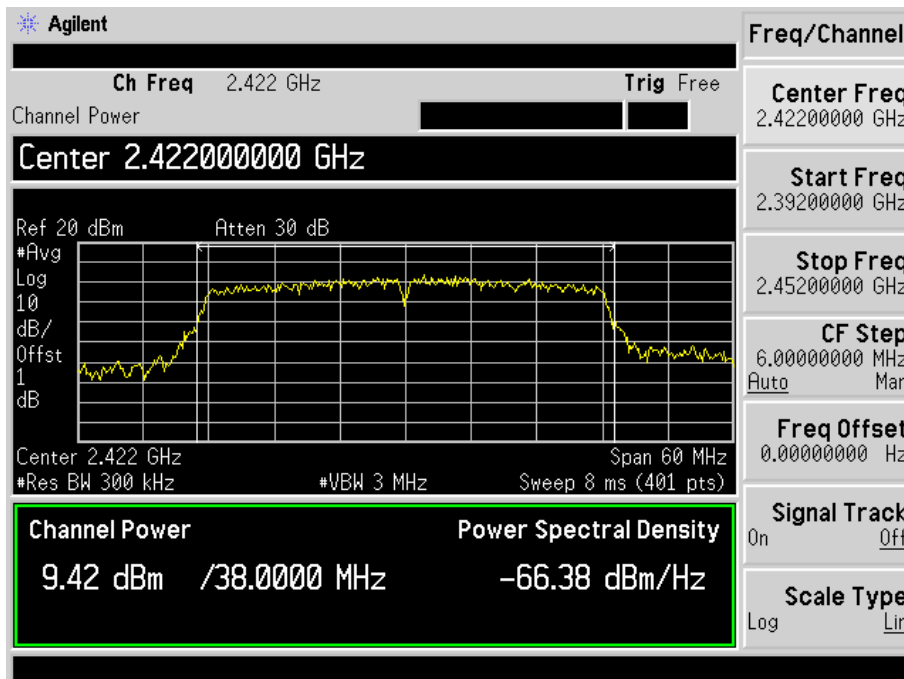 Agilent
Ch Freq 2.422 GHz Trig Free
Channel Power
Center 2.422000000 GHz
Ref 20 dBm Atten 30 dB
#Avg
Log
10
dB/
Offst
1
dB
Center 2.422 GHz Span 60 MHz
#Res BW 300 kHz #VBW 3 MHz Sweep 8 ms (401 pts)
Channel Power Power Spectral Density
9.42 dBm /38.0000 MHz -66.38 dBm/Hz
Freq/Channel
Center Freq
2.42200000 GHz
Start Freq
2.39200000 GHz
Stop Freq
2.45200000 GHz
CF Step
6.00000000 MHz
Auto Man
Freq Offset
0.00000000 Hz
Signal Track
On Off
Scale Type
Log Lin